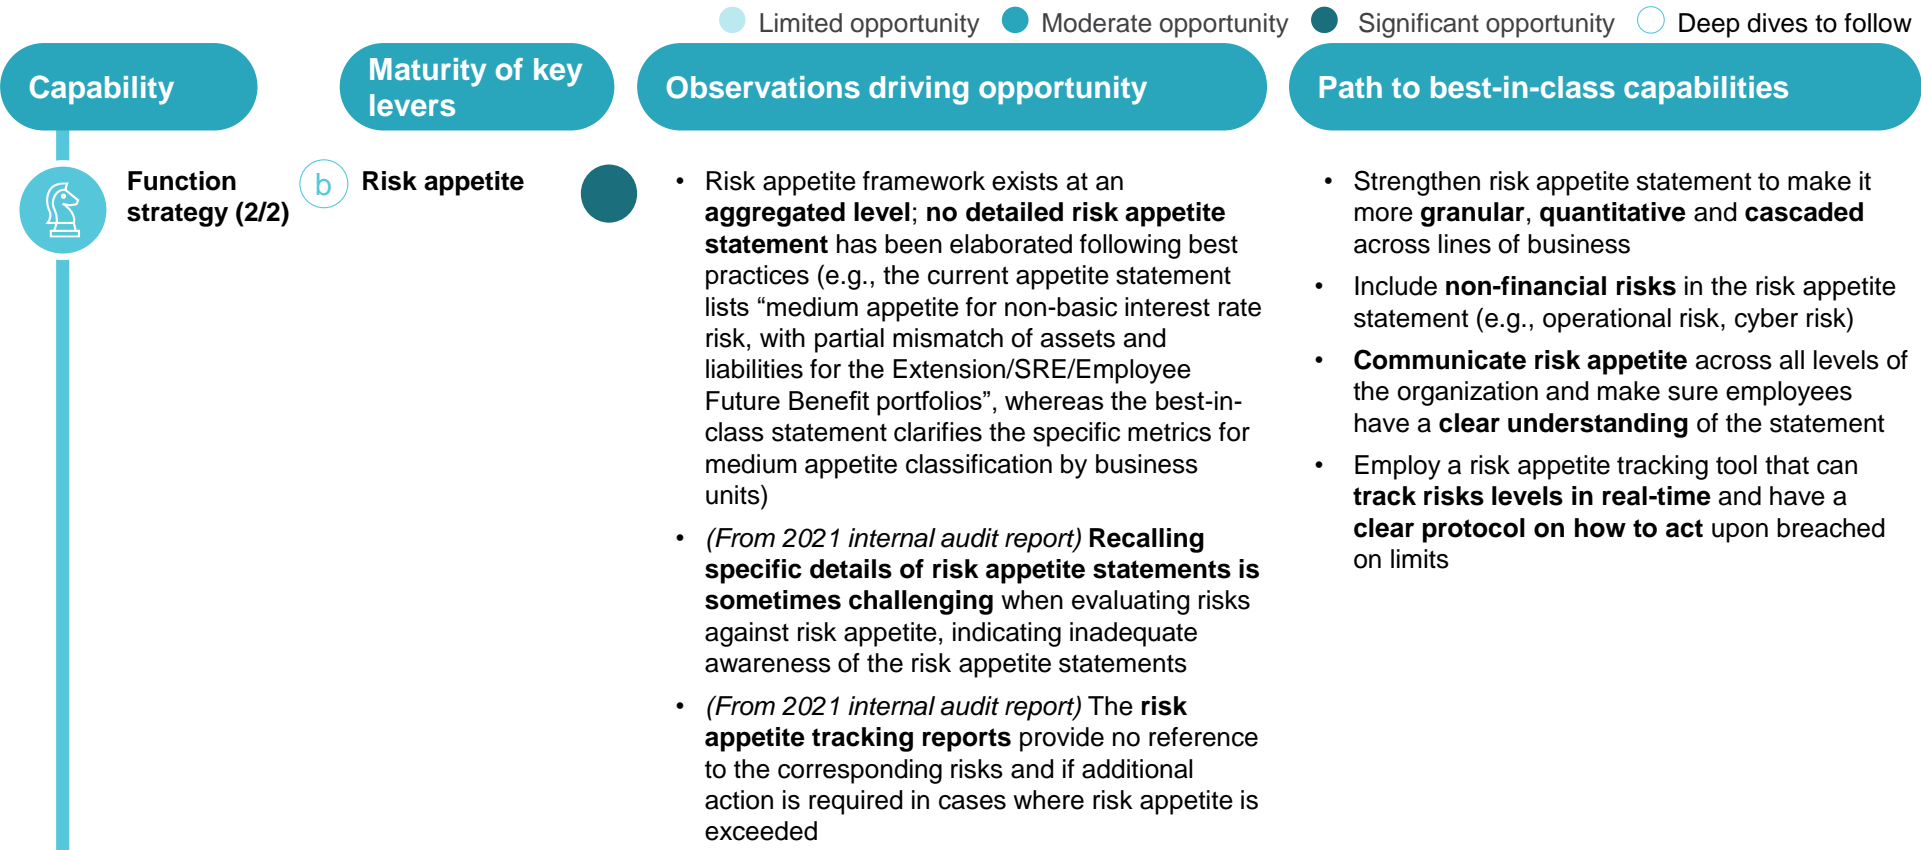 Limited opportunity Moderate opportunity Significant opportunity Deep dives to follow
Capability
Maturity of key
levers
Observations driving opportunity
Path to best-in-class capabilities
Function
strategy (2/2)
b Risk appetite
• Risk appetite framework exists at an
aggregated level; no detailed risk appetite
statement has been elaborated following best
practices (e.g., the current appetite statement
lists “medium appetite for non-basic interest rate
risk, with partial mismatch of assets and
liabilities for the Extension/SRE/Employee
Future Benefit portfolios”, whereas the best-in-
class statement clarifies the specific metrics for
medium appetite classification by business
units)
• (From 2021 internal audit report) Recalling
specific details of risk appetite statements is
sometimes challenging when evaluating risks
against risk appetite, indicating inadequate
awareness of the risk appetite statements
• (From 2021 internal audit report) The risk
appetite tracking reports provide no reference
to the corresponding risks and if additional
action is required in cases where risk appetite is
exceeded
• Strengthen risk appetite statement to make it
more granular, quantitative and cascaded
across lines of business
• Include non-financial risks in the risk appetite
statement (e.g., operational risk, cyber risk)
• Communicate risk appetite across all levels of
the organization and make sure employees
have a clear understanding of the statement
• Employ a risk appetite tracking tool that can
track risks levels in real-time and have a
clear protocol on how to act upon breached
on limits